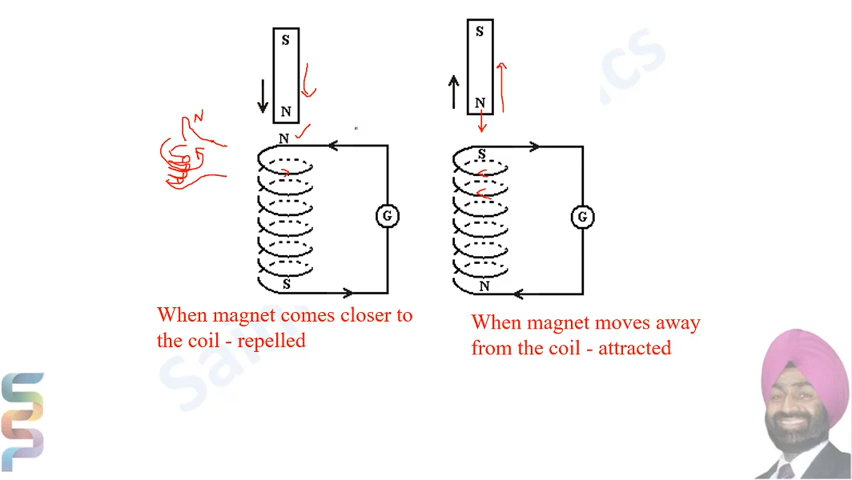 S
N
N
N
S
G
When magnet comes closer to
the coil - repelled
S
N
S
N
G
When magnet moves away
from the coil - attracted